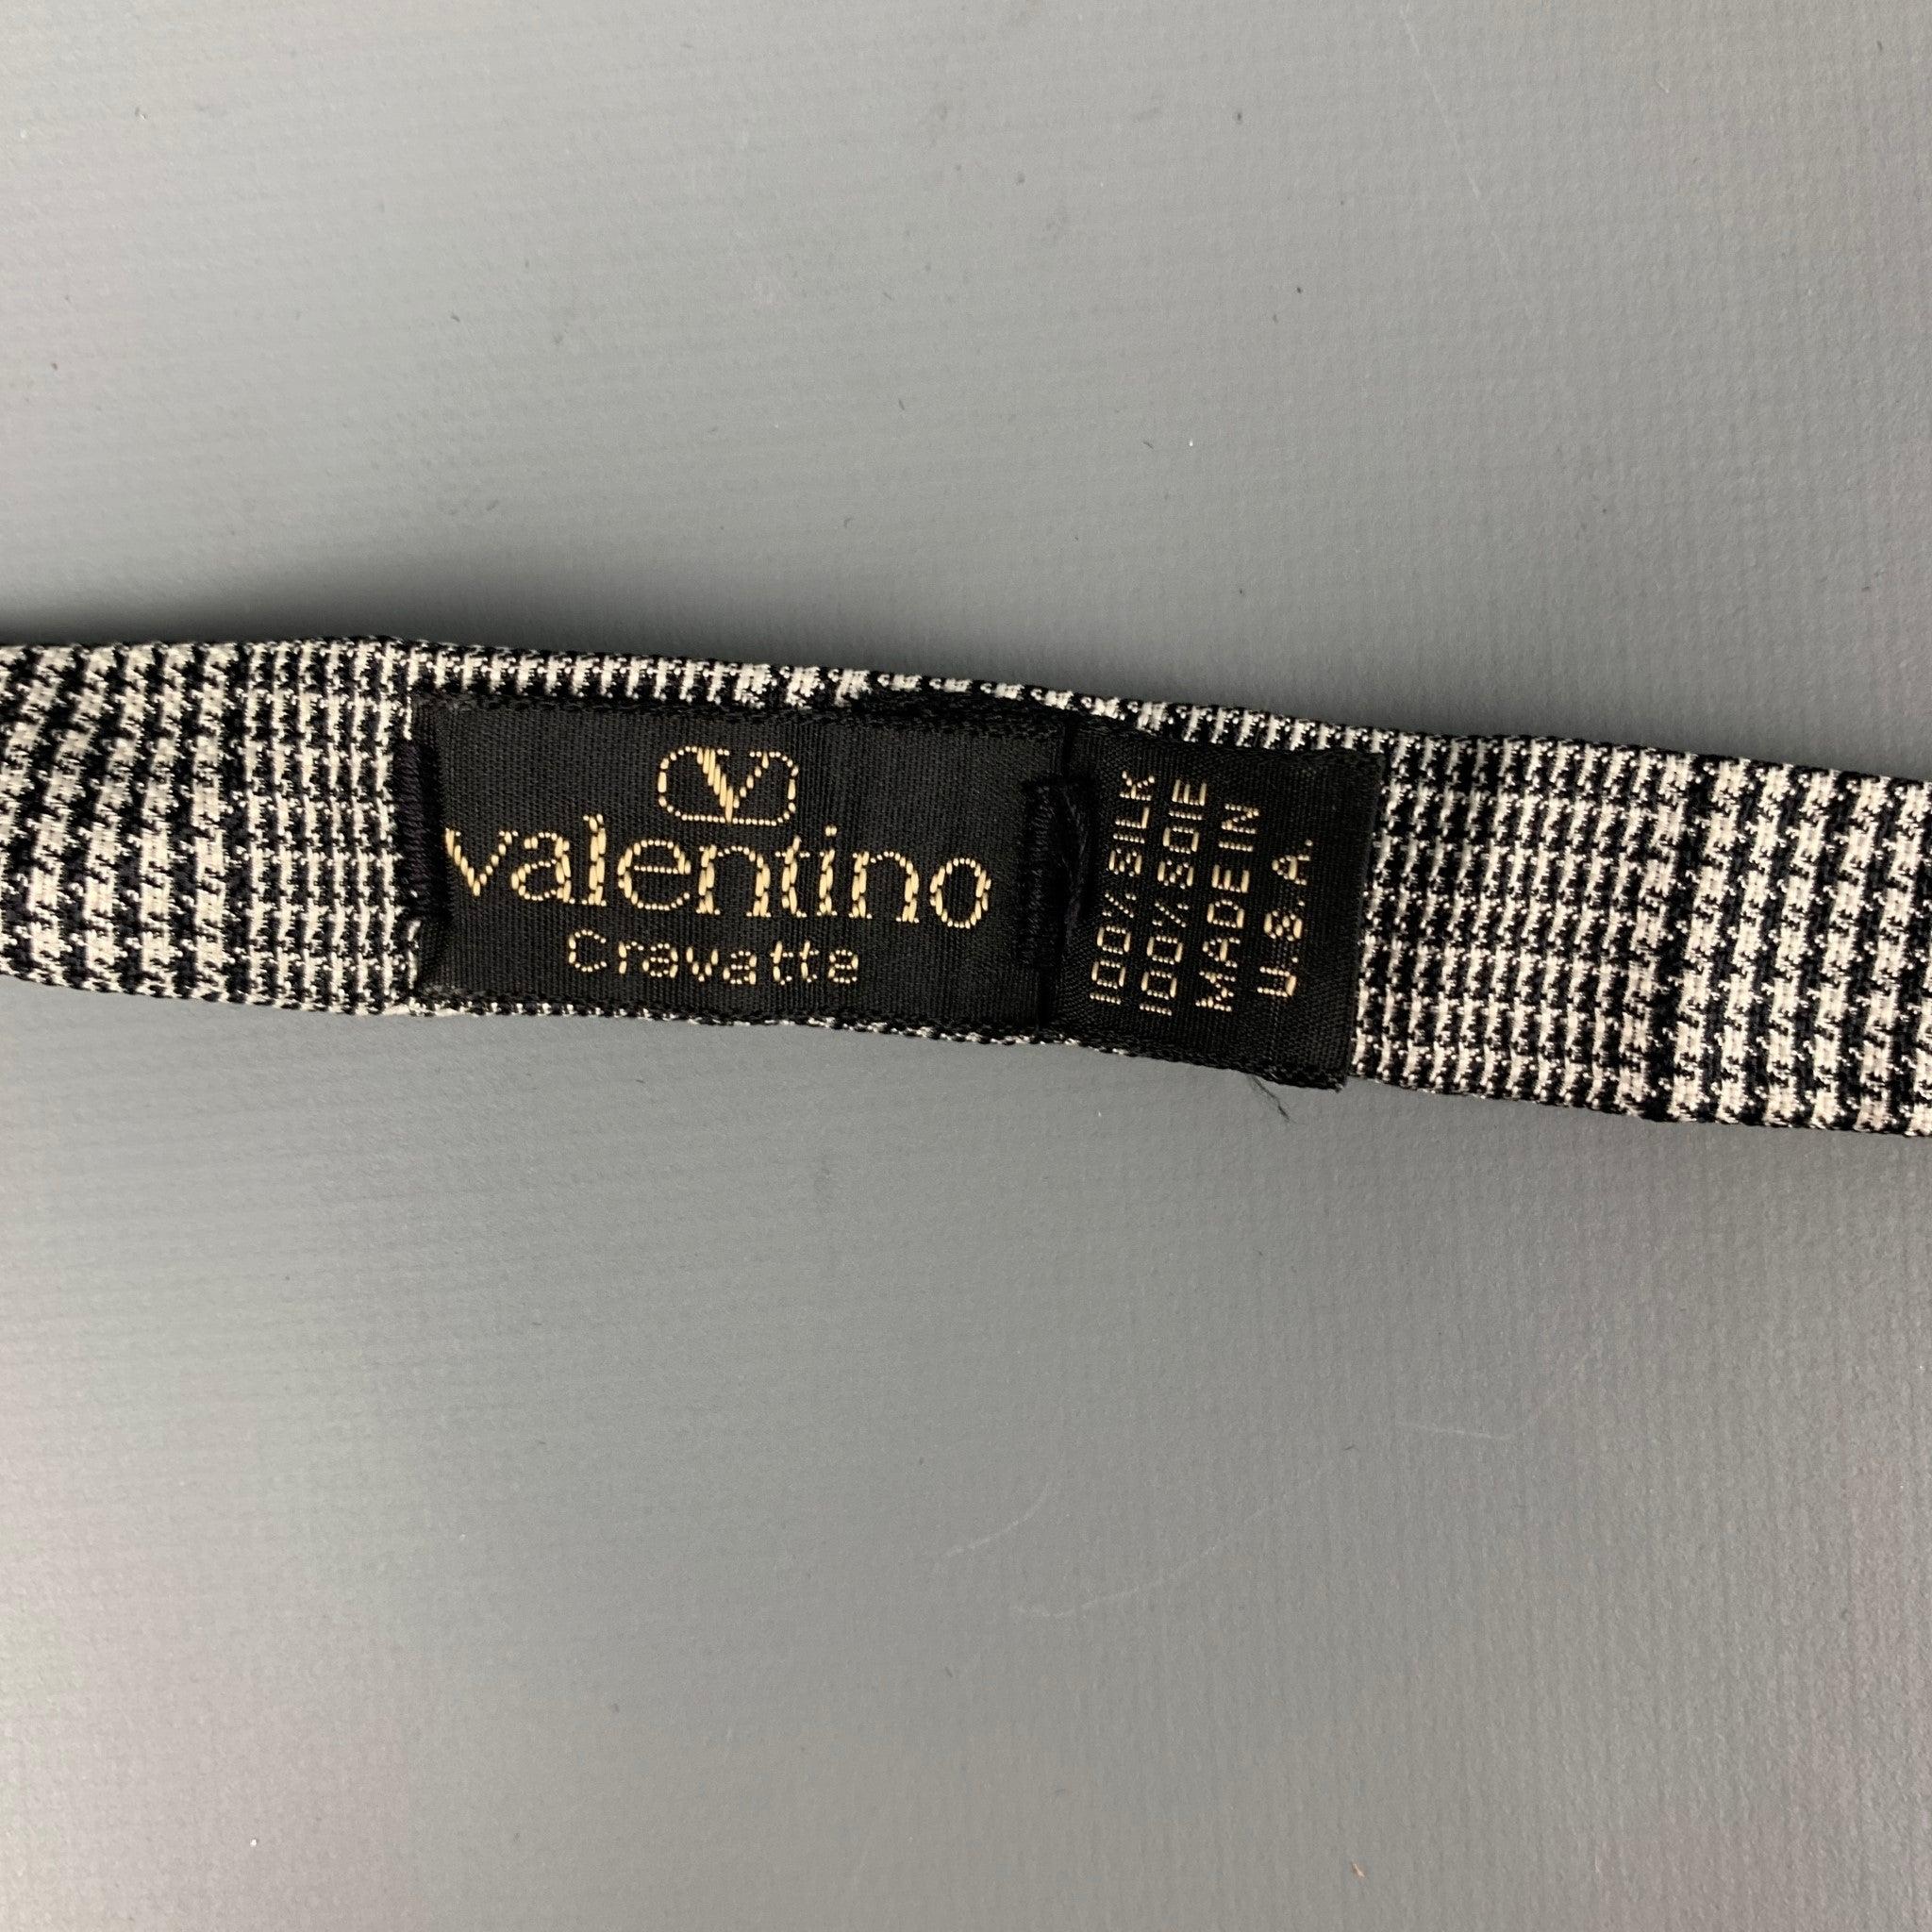 valentino
cravatte
100% SILK
100% SOIE
MADE IN
U.S.A.